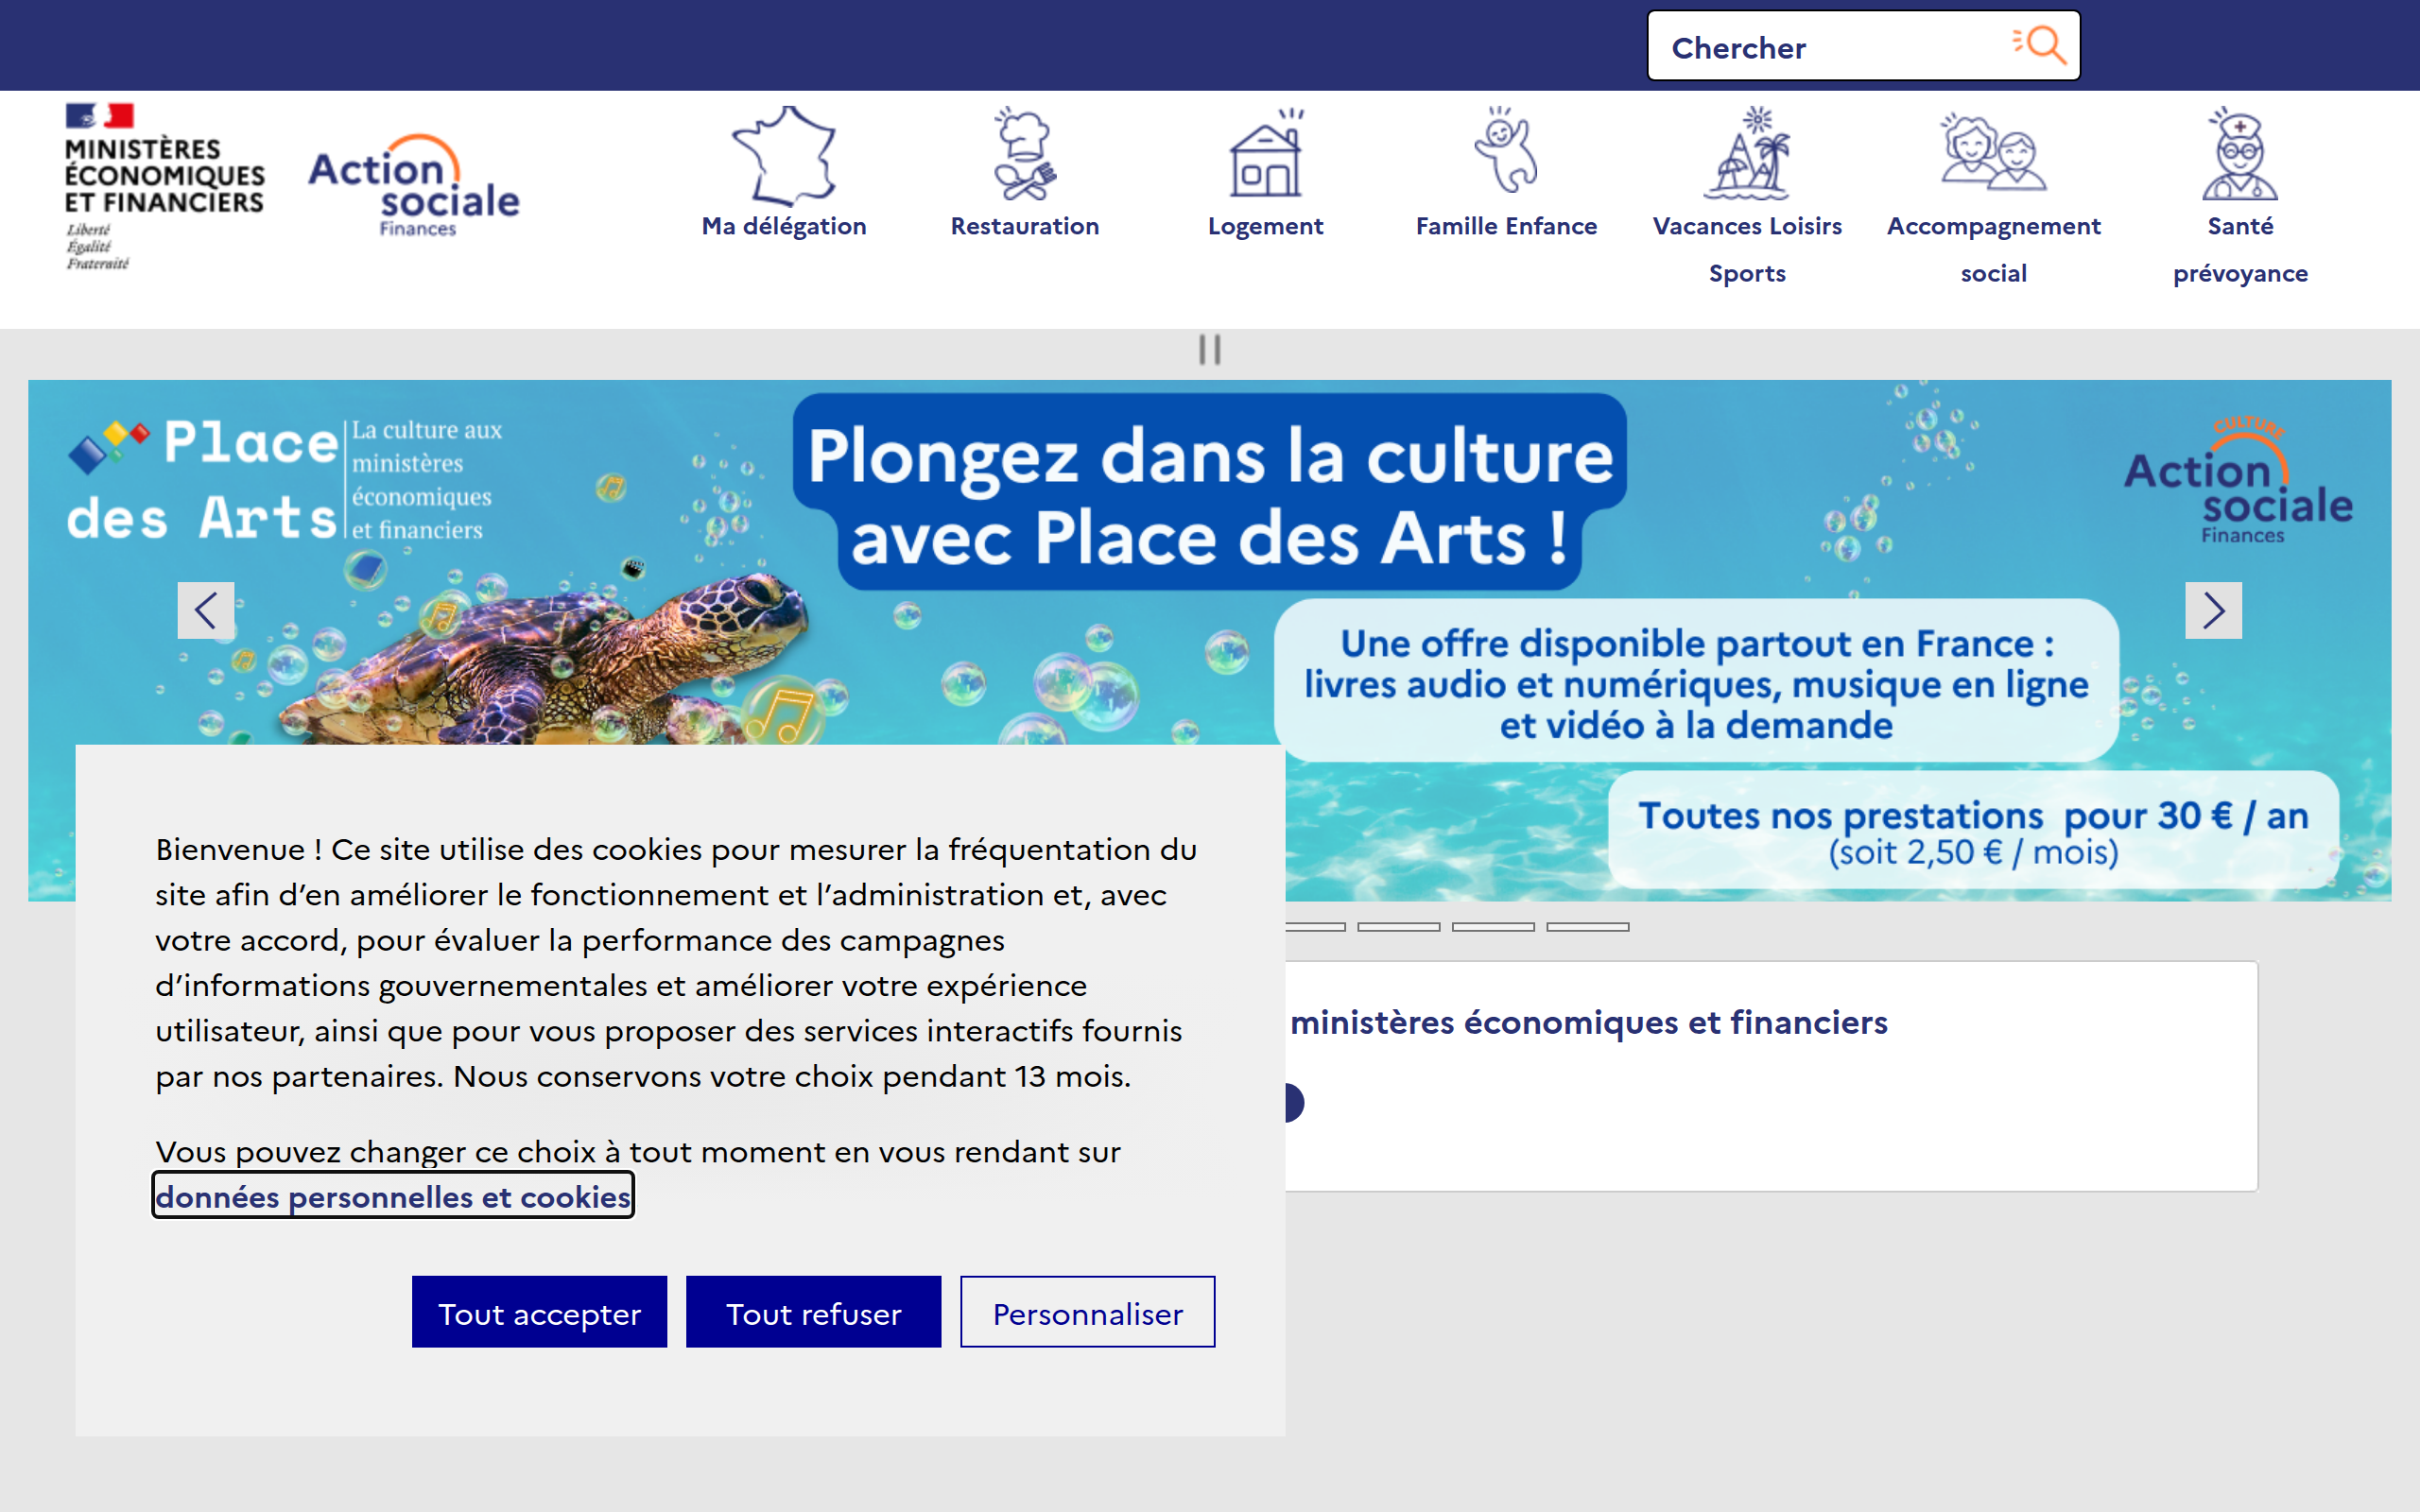 Chercher
MINISTÈRES
ÉCONOMIQUES
ET FINANCIERS
Liberté
Égalité
Fraternité
Action
sociale
Finances
Ma délégation
Restauration
Logement
Famille Enfance
Vacances Loisirs
Sports
Accompagnement
social
Santé
prévoyance
Place
des Arts
La culture aux
ministères
économiques
et financiers
Plongez dans la culture
avec Place des Arts !
CULTURE
Action
sociale
Finances
Une offre disponible partout en France :
livres audio et numériques, musique en ligne
et vidéo à la demande
Toutes nos prestations pour 30 € / an
(soit 2,50 € / mois)
ministères économiques et financiers
Bienvenue ! Ce site utilise des cookies pour mesurer la fréquentation du
site afin d’en améliorer le fonctionnement et l’administration et, avec
votre accord, pour évaluer la performance des campagnes
d’informations gouvernementales et améliorer votre expérience
utilisateur, ainsi que pour vous proposer des services interactifs fournis
par nos partenaires. Nous conservons votre choix pendant 13 mois.
Vous pouvez changer ce choix à tout moment en vous rendant sur
données personnelles et cookies
Tout accepter
Tout refuser
Personnaliser